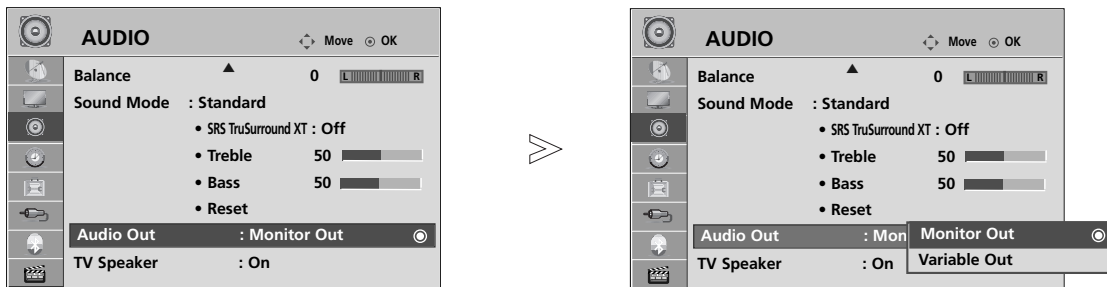 AUDIO Move OK
Balance 0 L R
Sound Mode : Standard
• SRS TruSurround XT : Off
• Treble 50
• Bass 50
• Reset
Audio Out : Monitor Out
TV Speaker : On
AUDIO Move OK
Balance 0 L R
Sound Mode : Standard
• SRS TruSurround XT : Off
• Treble 50
• Bass 50
• Reset
Audio Out : Mon Monitor Out
TV Speaker : On Variable Out